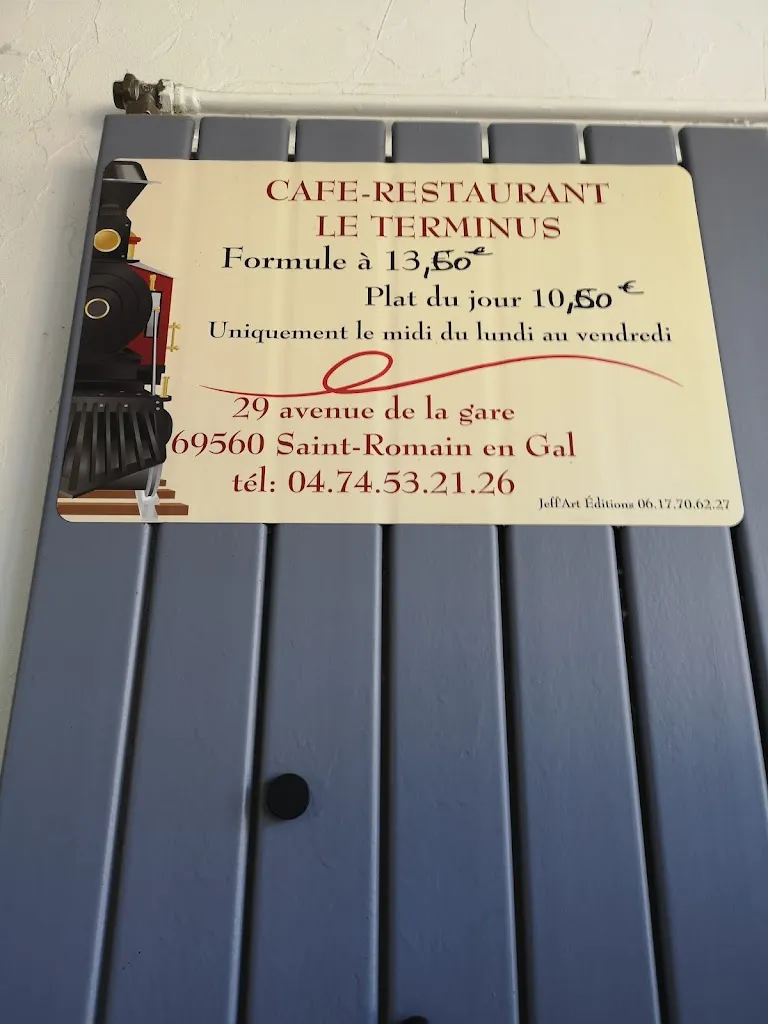 CAFE-RESTAURANT
LE TERMINUS
Formule à 13,50€
Plat du jour 10,50€
Uniquement le midi du lundi au vendredi
29 avenue de la gare
69560 Saint-Romain en Gal
tél: 04.74.53.21.26
Jeff'Art Éditions 06.17.70.62.27